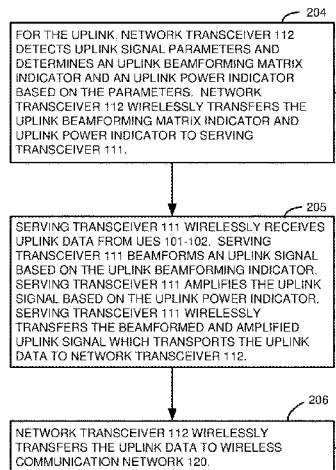 204
FOR THE UPLINK, NETWORK TRANSCEIVER 112
DETECTS UPLINK SIGNAL PARAMETERS AND
DETERMINES AN UPLINK BEAMFORMING MATRIX
INDICATOR AND AN UPLINK POWER INDICATOR
BASED ON THE PARAMETERS. NETWORK
TRANSCEIVER 112 WIRELESSLY TRANSFERS THE
UPLINK BEAMFORMING MATRIX INDICATOR AND
UPLINK POWER INDICATOR TO SERVING
TRANSCEIVER 111.
205
SERVING TRANSCEIVER 111 WIRELESSLY RECEIVES
UPLINK DATA FROM UES 101-102. SERVING
TRANSCEIVER 111 BEAMFORMS AN UPLINK SIGNAL
BASED ON THE UPLINK BEAMFORMING INDICATOR.
SERVING TRANSCEIVER 111 AMPLIFIES THE UPLINK
SIGNAL BASED ON THE UPLINK POWER INDICATOR.
SERVING TRANSCEIVER 111 WIRELESSLY
TRANSFERS THE BEAMFORMED AND AMPLIFIED
UPLINK SIGNAL WHICH TRANSPORTS THE UPLINK
DATA TO NETWORK TRANSCEIVER 112.
206
NETWORK TRANSCEIVER 112 WIRELESSLY
TRANSFERS THE UPLINK DATA TO WIRELESS
COMMUNICATION NETWORK 120.